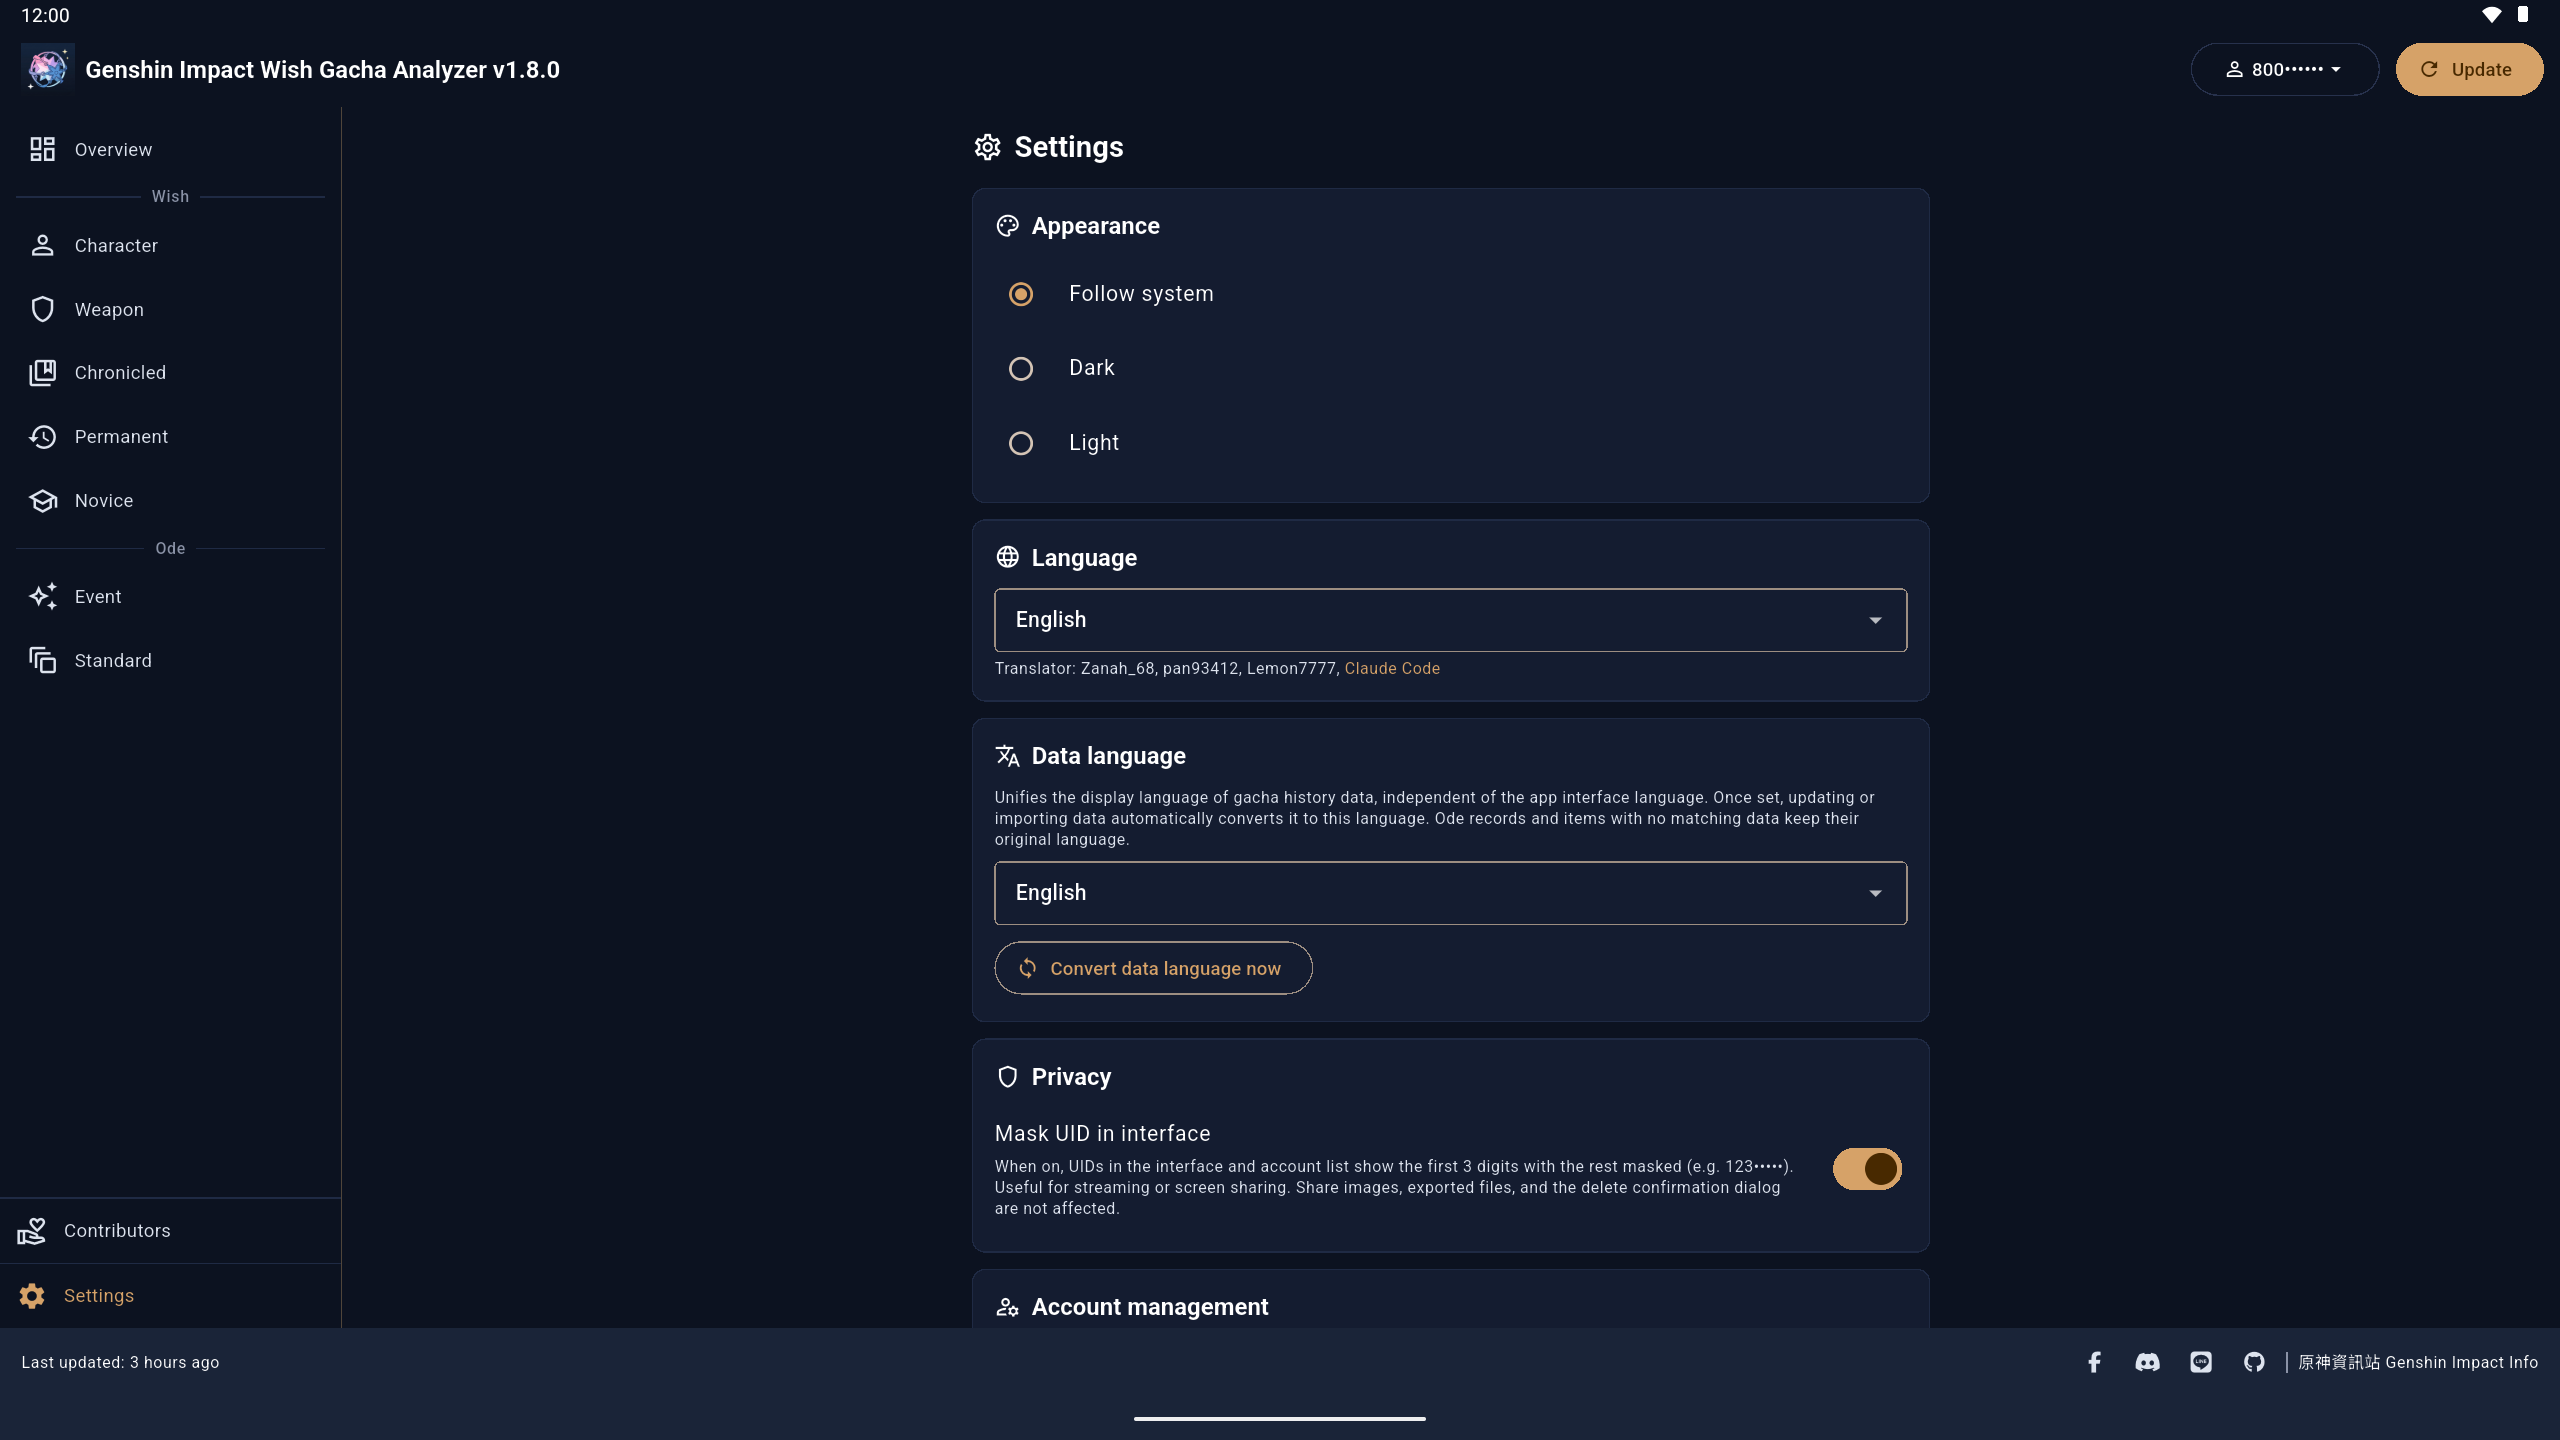 12:00
Genshin Impact Wish Gacha Analyzer v1.8.0
800••••••
Update
Overview
Wish
Character
Weapon
Chronicled
Permanent
Novice
Ode
Event
Standard
Contributors
Settings
Settings
Appearance
Follow system
Dark
Light
Language
English
Translator: Zanah_68, pan93412, Lemon7777, Claude Code
Data language
Unifies the display language of gacha history data, independent of the app interface language. Once set, updating or
importing data automatically converts it to this language. Ode records and items with no matching data keep their
original language.
English
Convert data language now
Privacy
Mask UID in interface
When on, UIDs in the interface and account list show the first 3 digits with the rest masked (e.g. 123•••••).
Useful for streaming or screen sharing. Share images, exported files, and the delete confirmation dialog
are not affected.
Account management
Last updated: 3 hours ago
LINE
原神資訊站 Genshin Impact Info